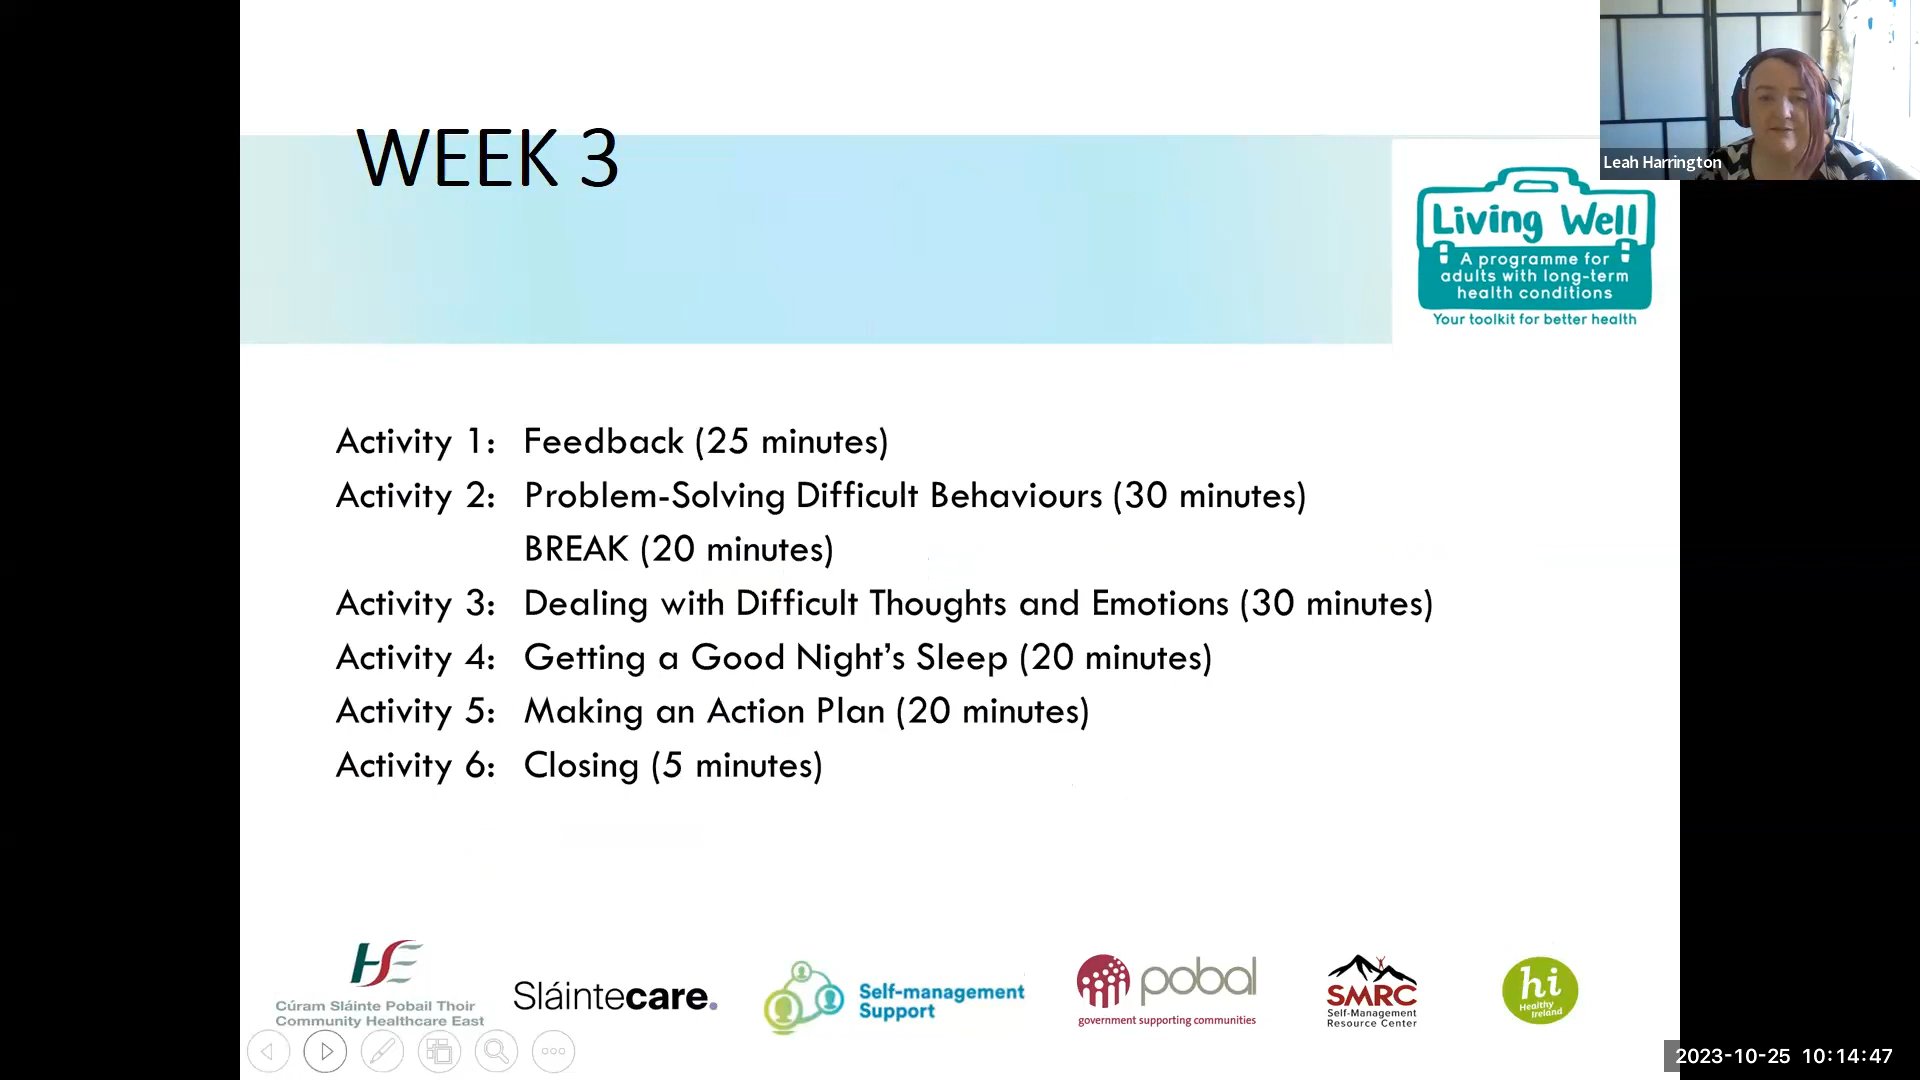 WEEK 3
Leah Harrington
Living Well
A programme for
adults with long-term
health conditions
Your toolkit for better health
Activity 1: Feedback (25 minutes)
Activity 2: Problem-Solving Difficult Behaviours (30 minutes)
BREAK (20 minutes)
Activity 3: Dealing with Difficult Thoughts and Emotions (30 minutes)
Activity 4: Getting a Good Night’s Sleep (20 minutes)
Activity 5: Making an Action Plan (20 minutes)
Activity 6: Closing (5 minutes)
HSE
Cúram Sláinte Pobail Thoir
Community Healthcare East
Sláintecare.
Self-management
Support
pobal
government supporting communities
SMRC
Self-Management
Resource Center
hi
Healthy
Ireland
2023-10-25 10:14:47